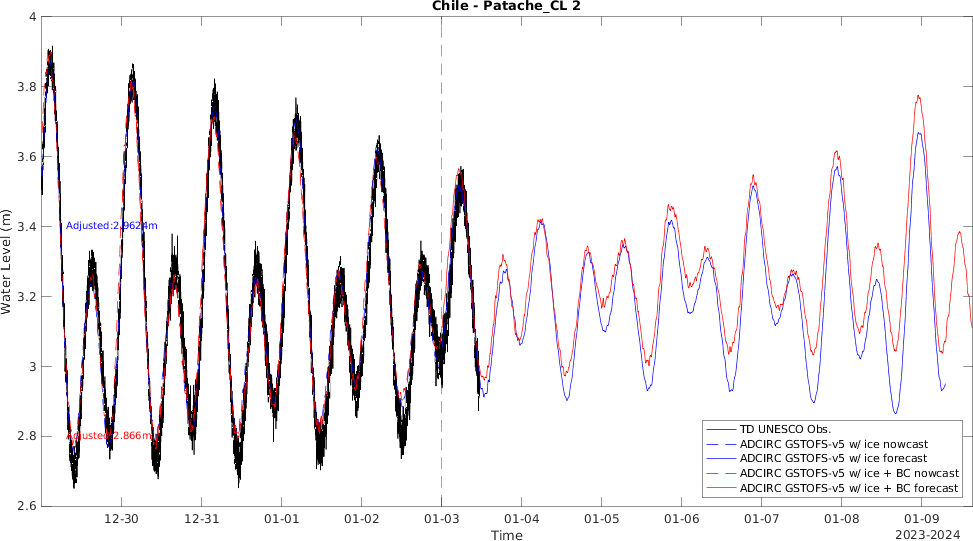 Chile - Patache_CL 2
4
3.8
3.6
3.4
3.2
3
2.8
2.6
Water Level (m)
Adjusted:2.9624m
Adjusted:2.866m
TD UNESCO Obs.
ADCIRC GSTOFS-v5 w/ ice nowcast
ADCIRC GSTOFS-v5 w/ ice forecast
ADCIRC GSTOFS-v5 w/ ice + BC nowcast
ADCIRC GSTOFS-v5 w/ ice + BC forecast
12-30 12-31 01-01 01-02 01-03 01-04 01-05 01-06 01-07 01-08 01-09
Time
2023-2024